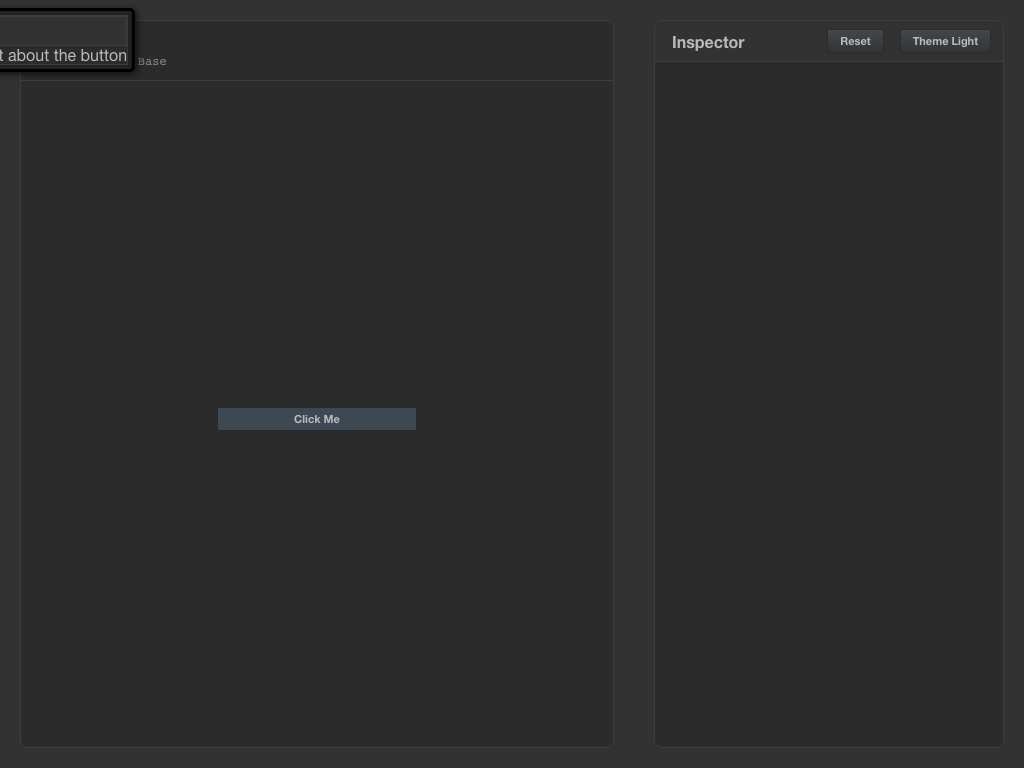 about the button
Base
Inspector
Reset
Theme Light
Click Me